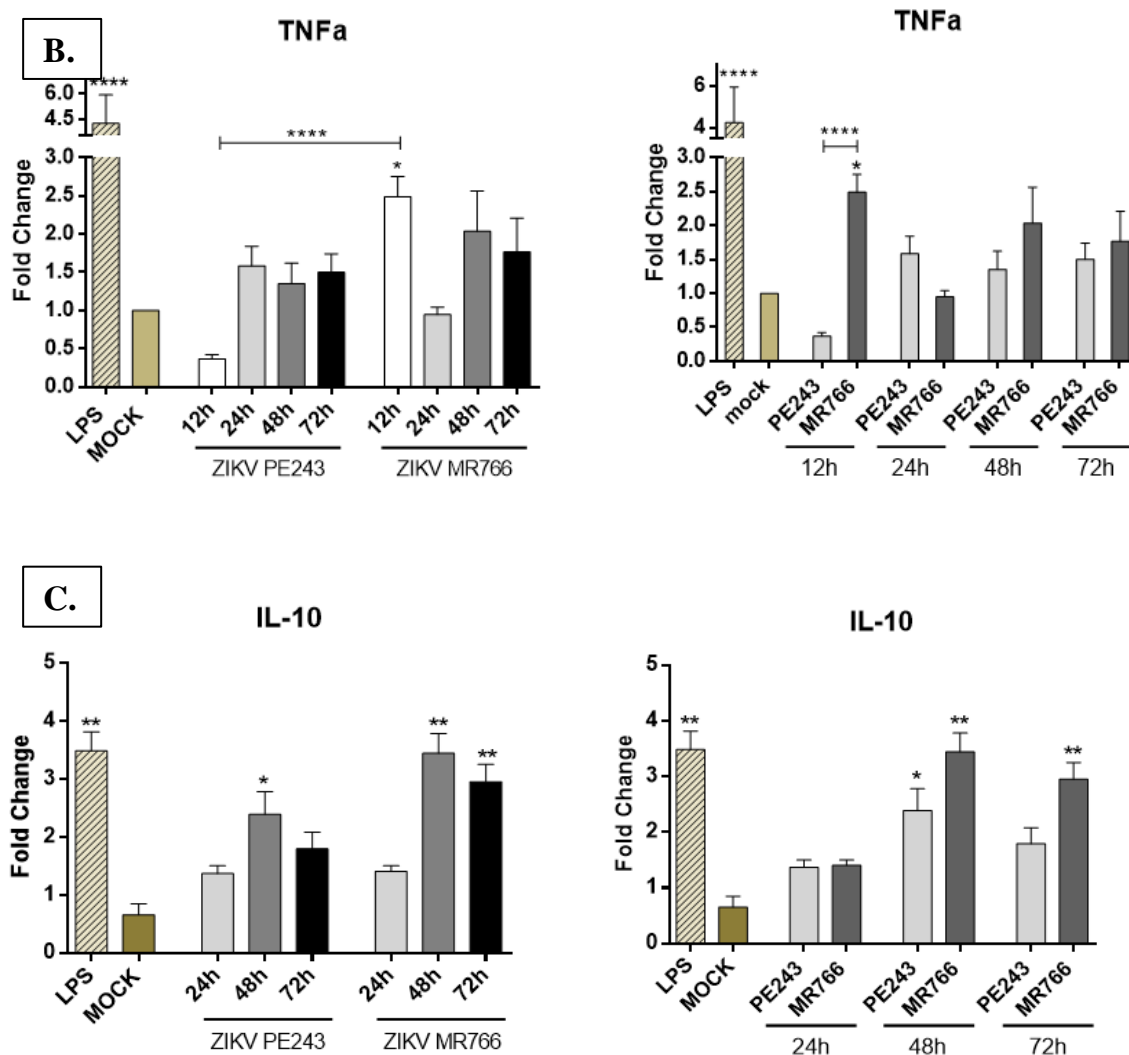 B.
TNFa
****
6.0
4.5
3.0
2.5
2.0
1.5
1.0
0.5
0.0
Fold Change
****
*
LPS
MOCK
12h
24h
48h
72h
12h
24h
48h
72h
ZIKV PE243
ZIKV MR766
TNFa
****
6
4
3.0
2.5
2.0
1.5
1.0
0.5
0.0
Fold Change
****
*
LPS
mock
PE243
MR766
PE243
MR766
PE243
MR766
PE243
MR766
12h
24h
48h
72h
C.
IL-10
5
4
3
2
1
0
Fold Change
**
*
**
**
LPS
MOCK
24h
48h
72h
24h
48h
72h
ZIKV PE243
ZIKV MR766
IL-10
5
4
3
2
1
0
Fold Change
**
*
**
**
LPS
MOCK
PE243
MR766
PE243
MR766
PE243
MR766
24h
48h
72h